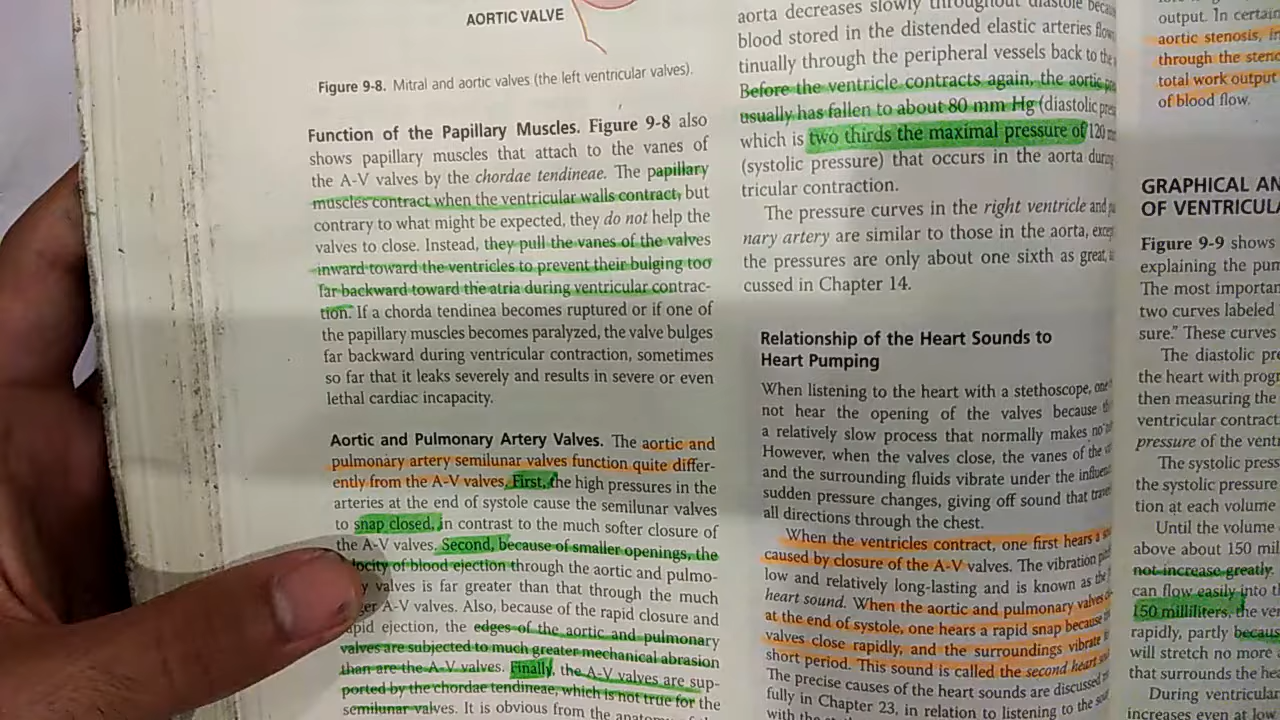 AORTIC VALVE
Figure 9-8. Mitral and aortic valves (the left ventricular valves).
Function of the Papillary Muscles. Figure 9-8 also
shows papillary muscles that attach to the vanes of
the A-V valves by the chordae tendineae. The papillary
muscles contract when the ventricular walls contract, but
contrary to what might be expected, they do not help the
valves to close. Instead, they pull the vanes of the valves
inward toward the ventricles to prevent their bulging too
far backward toward the atria during ventricular contrac-
tion. If a chorda tendinea becomes ruptured or if one of
the papillary muscles becomes paralyzed, the valve bulges
far backward during ventricular contraction, sometimes
so far that it leaks severely and results in severe or even
lethal cardiac incapacity.
Aortic and Pulmonary Artery Valves. The aortic and
pulmonary artery semilunar valves function quite differ-
ently from the A-V valves. First, the high pressures in the
arteries at the end of systole cause the semilunar valves
to snap closed, in contrast to the much softer closure of
the A-V valves. Second, because of smaller openings, the
of blood ejection through the aortic and pulmo-
valves is far greater than that through the much
A-V valves. Also, because of the rapid closure and
ejection, the edges of the aortic and pulmonary
valves are subjected to much greater mechanical abrasion
than are the A-V valves. Finally, the A-V valves are sup-
ported by the chordae tendineae, which is not true for the
semilunar valves. It is obvious from the
aorta decreases slowly throughout diastole
blood stored in the distended elastic arteries
tinually through the peripheral vessels back to the
Before the ventricle contracts again, the aortic
usually has fallen to about 80 mm Hg (diastolic
which is two thirds the maximal pressure of 120
(systolic pressure) that occurs in the aorta
tricular contraction.
The pressure curves in the right ventricle and
nary artery are similar to those in the aorta,
the pressures are only about one sixth as great,
cussed in Chapter 14.
Relationship of the Heart Sounds to
Heart Pumping
When listening to the heart with a stethoscope, one
not hear the opening of the valves because
a relatively slow process that normally makes no
However, when the valves close, the vanes of the
and the surrounding fluids vibrate under the
sudden pressure changes, giving off sound that
all directions through the chest.
When the ventricles contract, one first hears a
caused by closure of the A-V valves. The vibration
low and relatively long-lasting and is known as the
heart sound. When the aortic and pulmonary valves
at the end of systole, one hears a rapid snap because
valves close rapidly, and the surroundings vibrate
short period. This sound is called the second heart
The precise causes of the heart sounds are discussed
fully in Chapter 23, in relation to listening to the
with the
output. In certain
aortic stenosis,
through the
total work output
of blood flow.
GRAPHICAL
OF
Figure 9-9 shows
explaining the
The most important
two curves labeled
sure.” These curves
The diastolic
the heart with
then measuring the
ventricular
pressure of the
The systolic
the systolic pressure
tion at each volume
Until the volume
above about 150
not increase greatly.
can flow easily into
150 milliliters, the
rapidly, partly
will stretch no more
that surrounds the
During ventricular
increases even at low